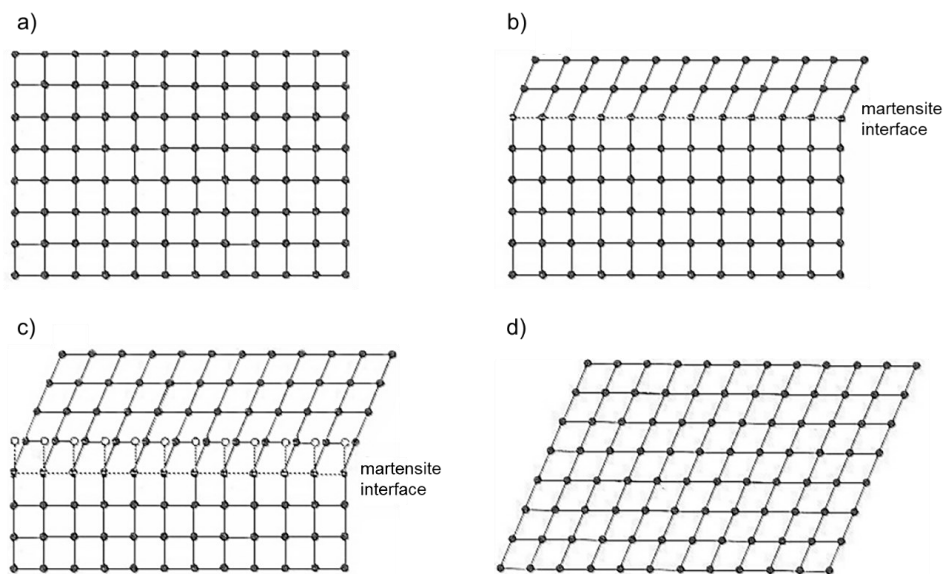 a)
b)
martensite
interface
c)
martensite
interface
d)